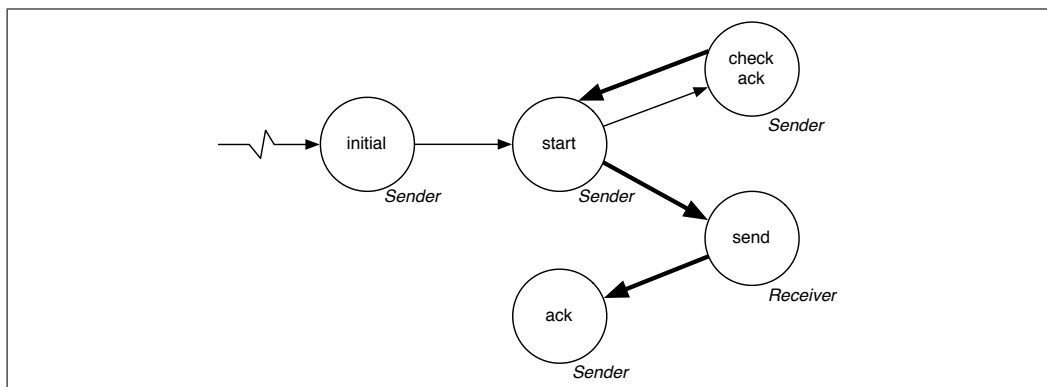 check
ack
Sender
initial
Sender
start
Sender
send
Receiver
ack
Sender